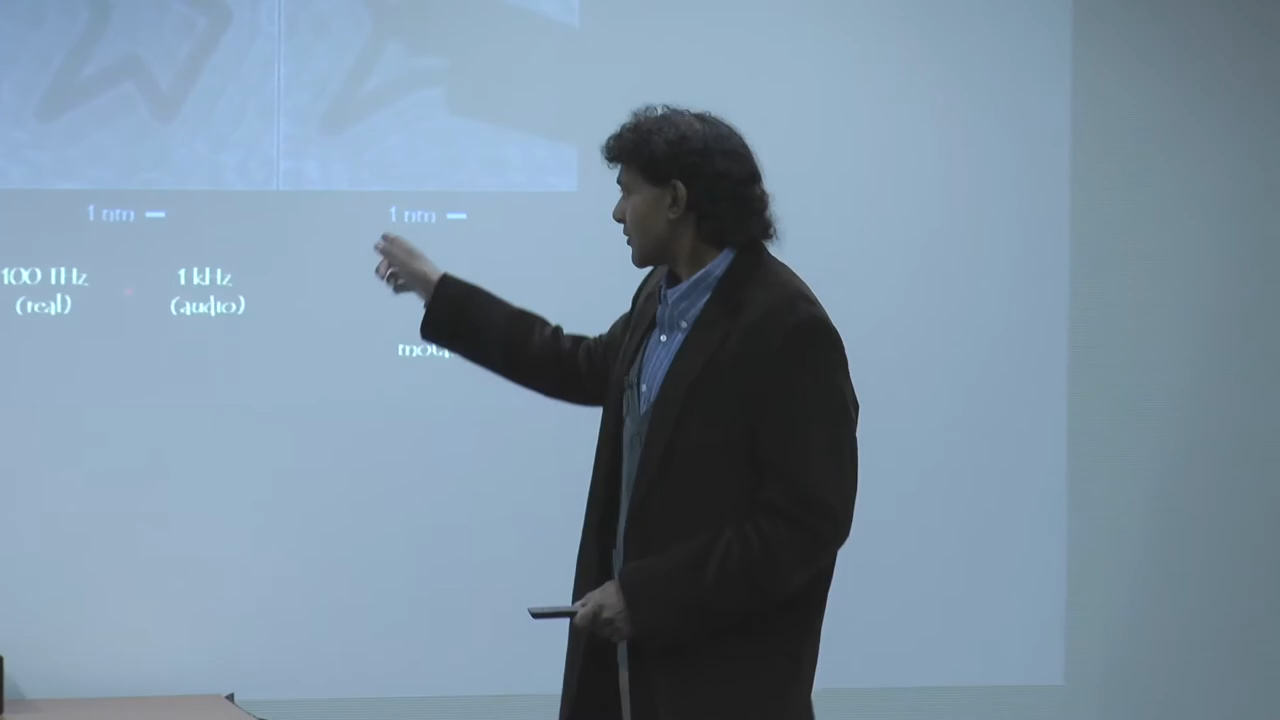 1 nm
1 nm
100 THz
1 kHz
(real)
(audio)